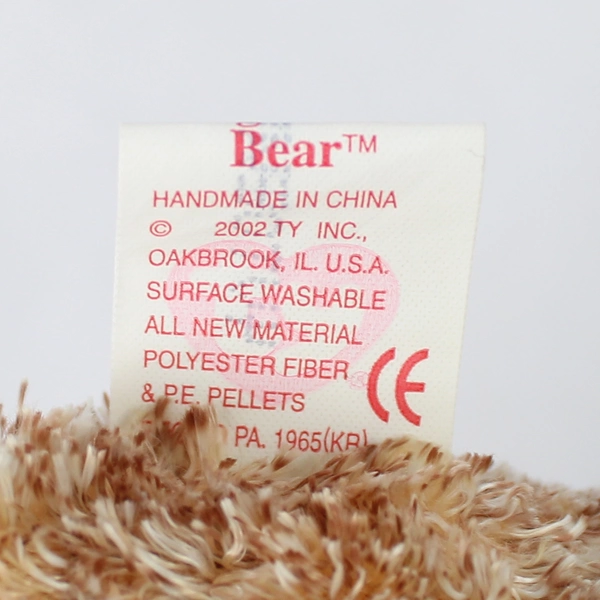 Bear™
HANDMADE IN CHINA
© 2002 TY INC.,
OAKBROOK, IL. U.S.A.
SURFACE WASHABLE
ALL NEW MATERIAL
POLYESTER FIBER
& P.E. PELLETS
PA. 1965(KR)
CE